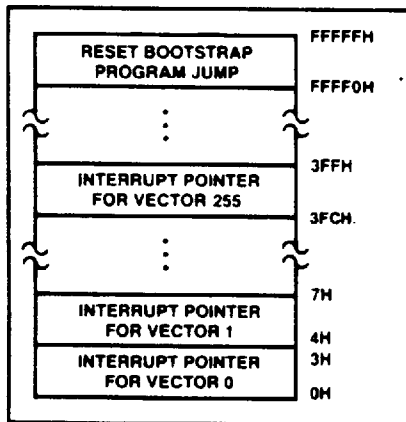 RESET BOOTSTRAP
PROGRAM JUMP
FFFFFH
FFFF0H
3FFH
INTERRUPT POINTER
FOR VECTOR 255
3FCH
7H
INTERRUPT POINTER
FOR VECTOR 1
4H
3H
INTERRUPT POINTER
FOR VECTOR 0
0H